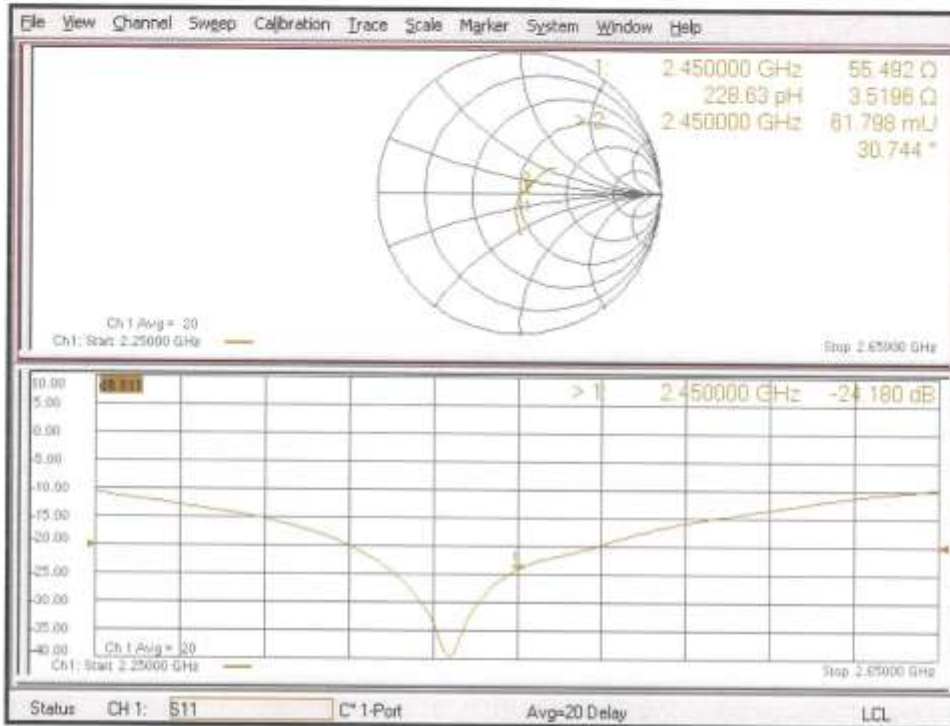 File View Channel Sweep Calibration Trace Scale Marker System Window Help
1: 2.450000 GHz 55.492 Ω
228.63 pH 3.5196 Ω
> 2: 2.450000 GHz 61.798 mU
30.744 °
Ch 1 Avg = 20
Ch1: Start 2.25000 GHz
Stop 2.65000 GHz
10.00
> 1: 2.450000 GHz -24.180 dB
5.00
0.00
-5.00
-10.00
-15.00
-20.00
-25.00
-30.00
-35.00
-40.00
Ch 1 Avg = 20
Ch1: Start 2.25000 GHz
Stop 2.65000 GHz
Status CH 1: S11 C* 1-Port Avg=20 Delay LCL